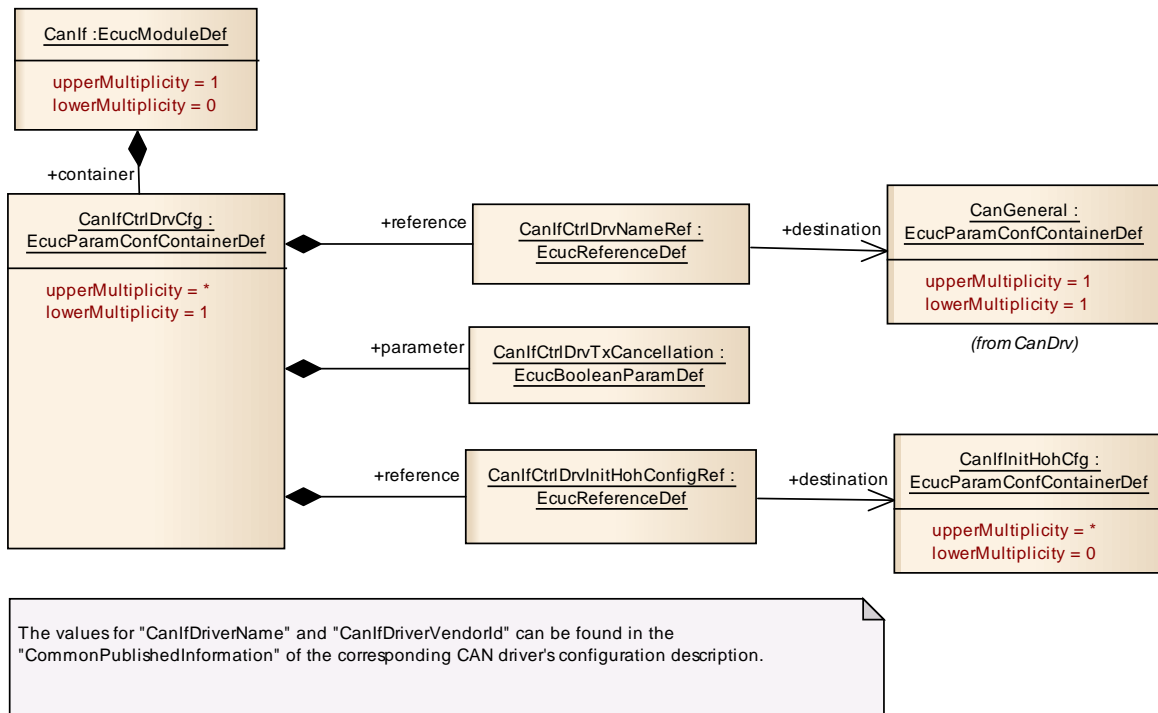 CanIf :EcucModuleDef
upperMultiplicity = 1
lowerMultiplicity = 0
+container
CanIfCtrlDrvCfg :
EcucParamConfContainerDef
upperMultiplicity = *
lowerMultiplicity = 1
+reference
CanIfCtrlDrvNameRef :
EcucReferenceDef
+destination
CanGeneral :
EcucParamConfContainerDef
upperMultiplicity = 1
lowerMultiplicity = 1
(from CanDrv)
+parameter
CanIfCtrlDrvTxCancellation :
EcucBooleanParamDef
+reference
CanIfCtrlDrvInitHohConfigRef :
EcucReferenceDef
+destination
CanIfInitHohCfg :
EcucParamConfContainerDef
upperMultiplicity = *
lowerMultiplicity = 0
The values for "CanIfDriverName" and "CanIfDriverVendorId" can be found in the
"CommonPublishedInformation" of the corresponding CAN driver's configuration description.